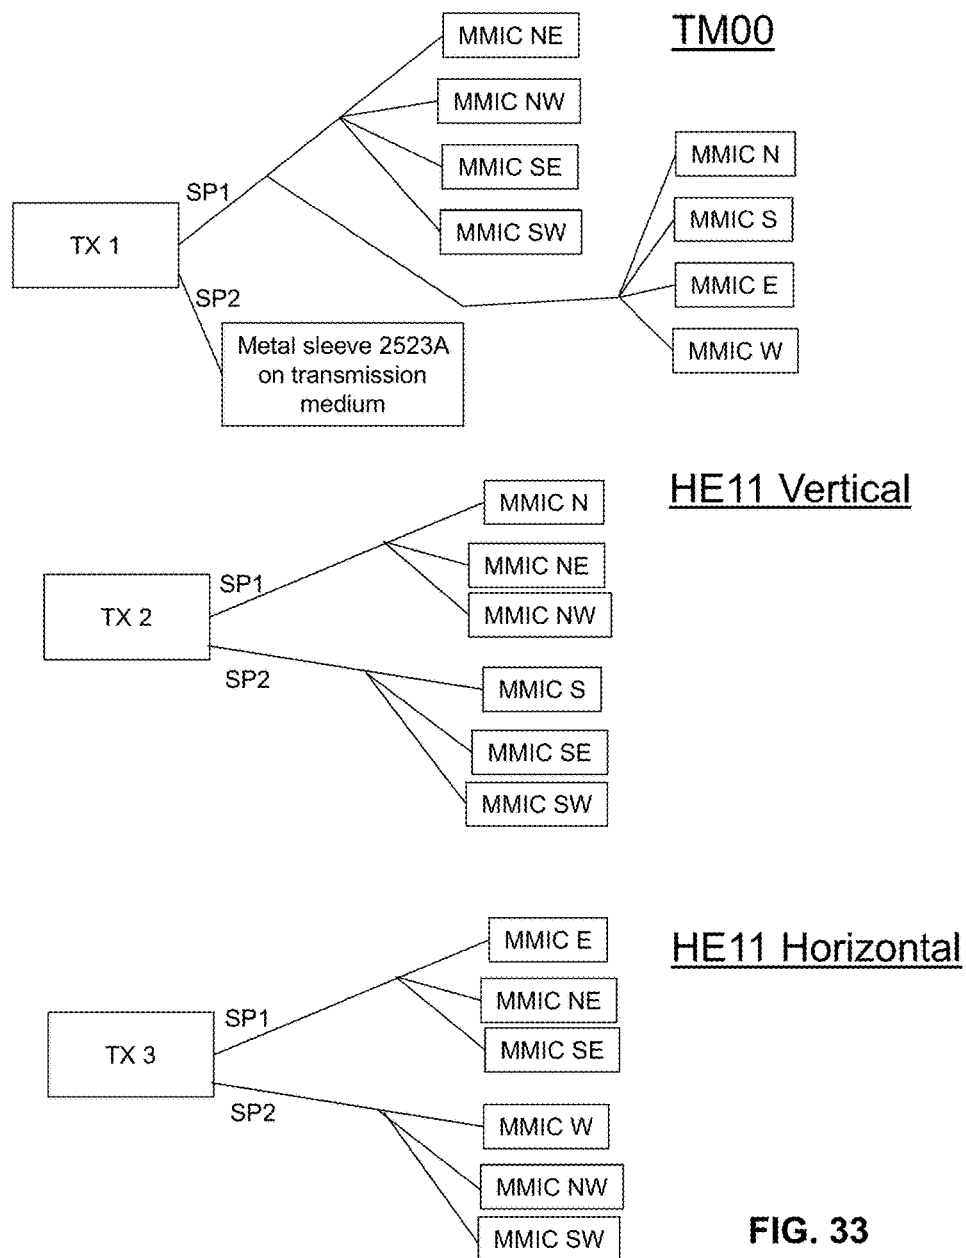 TM00
MMIC NE
MMIC NW
MMIC SE
MMIC SW
MMIC N
MMIC S
MMIC E
MMIC W
SP1
TX 1
SP2
Metal sleeve 2523A
on transmission
medium
HE11 Vertical
MMIC N
MMIC NE
MMIC NW
SP1
TX 2
SP2
MMIC S
MMIC SE
MMIC SW
HE11 Horizontal
MMIC E
MMIC NE
MMIC SE
SP1
TX 3
SP2
MMIC W
MMIC NW
MMIC SW
FIG. 33